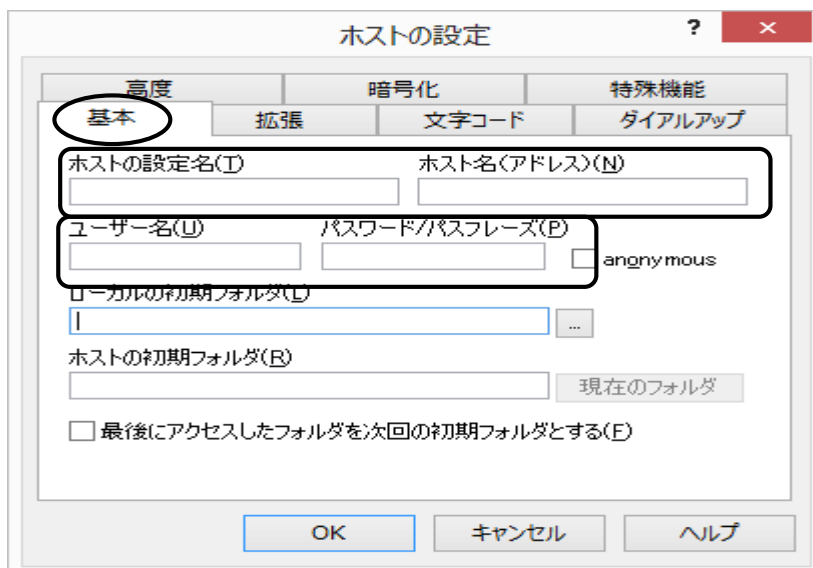 ホストの設定 ? ×
高度 暗号化 特殊機能
基本 拡張 文字コード ダイアルアップ
ホストの設定名(T) ホスト名(アドレス)(N)
ユーザー名(U) パスワード/パスフレーズ(P)
anonymous
ローカルの初期フォルダ(L)
...
ホストの初期フォルダ(R)
現在のフォルダ
最後にアクセスしたフォルダを次回の初期フォルダとする(F)
OK キャンセル ヘルプ